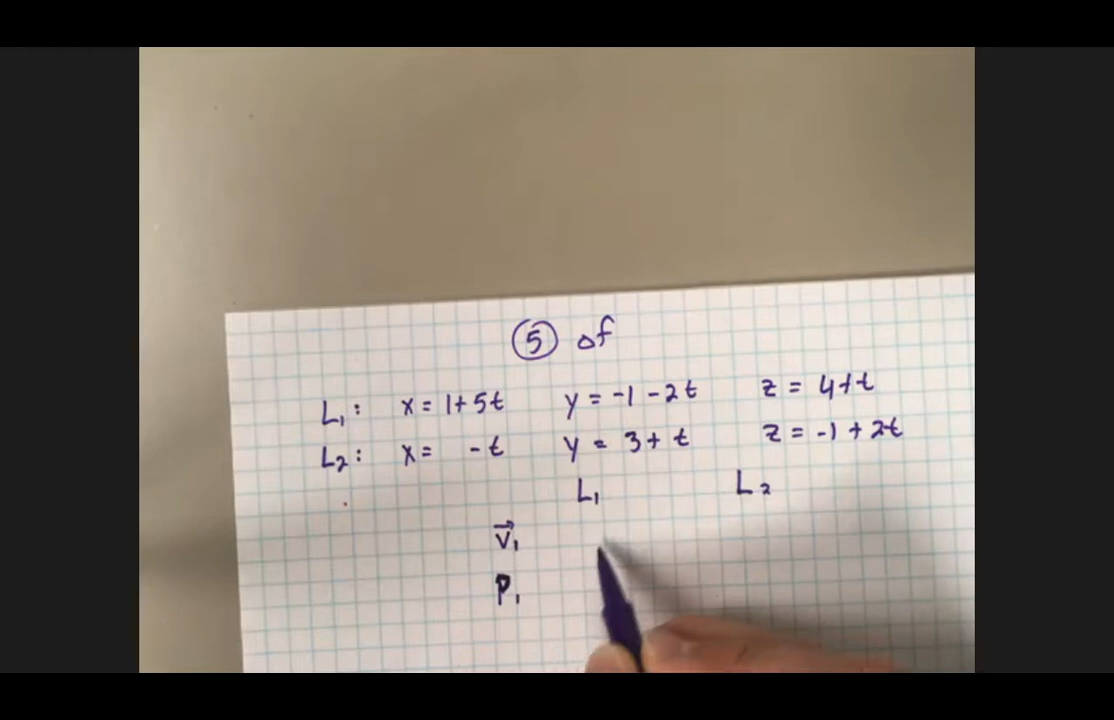 ⑤ of
L₁: x = 1+5t y = -1 -2t z = 4+t
L₂: x = -t y = 3+t z = -1+2t
L₁ L₂
v⃗₁
P₁